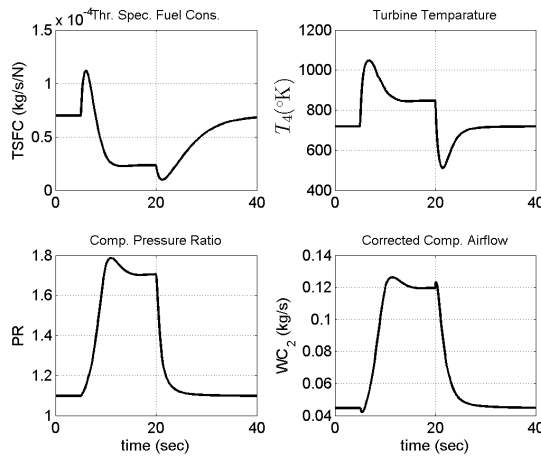 Thr. Spec. Fuel Cons.
x 10⁻⁴
1.5
1
0.5
0
TSFC (kg/s/N)
0
20
40
Turbine Temparature
1200
1000
800
600
400
T₄(°K)
0
20
40
Comp. Pressure Ratio
1.8
1.6
1.4
1.2
1
PR
0
20
40
time (sec)
Corrected Comp. Airflow
0.14
0.12
0.1
0.08
0.06
0.04
WC₂ (kg/s)
0
20
40
time (sec)